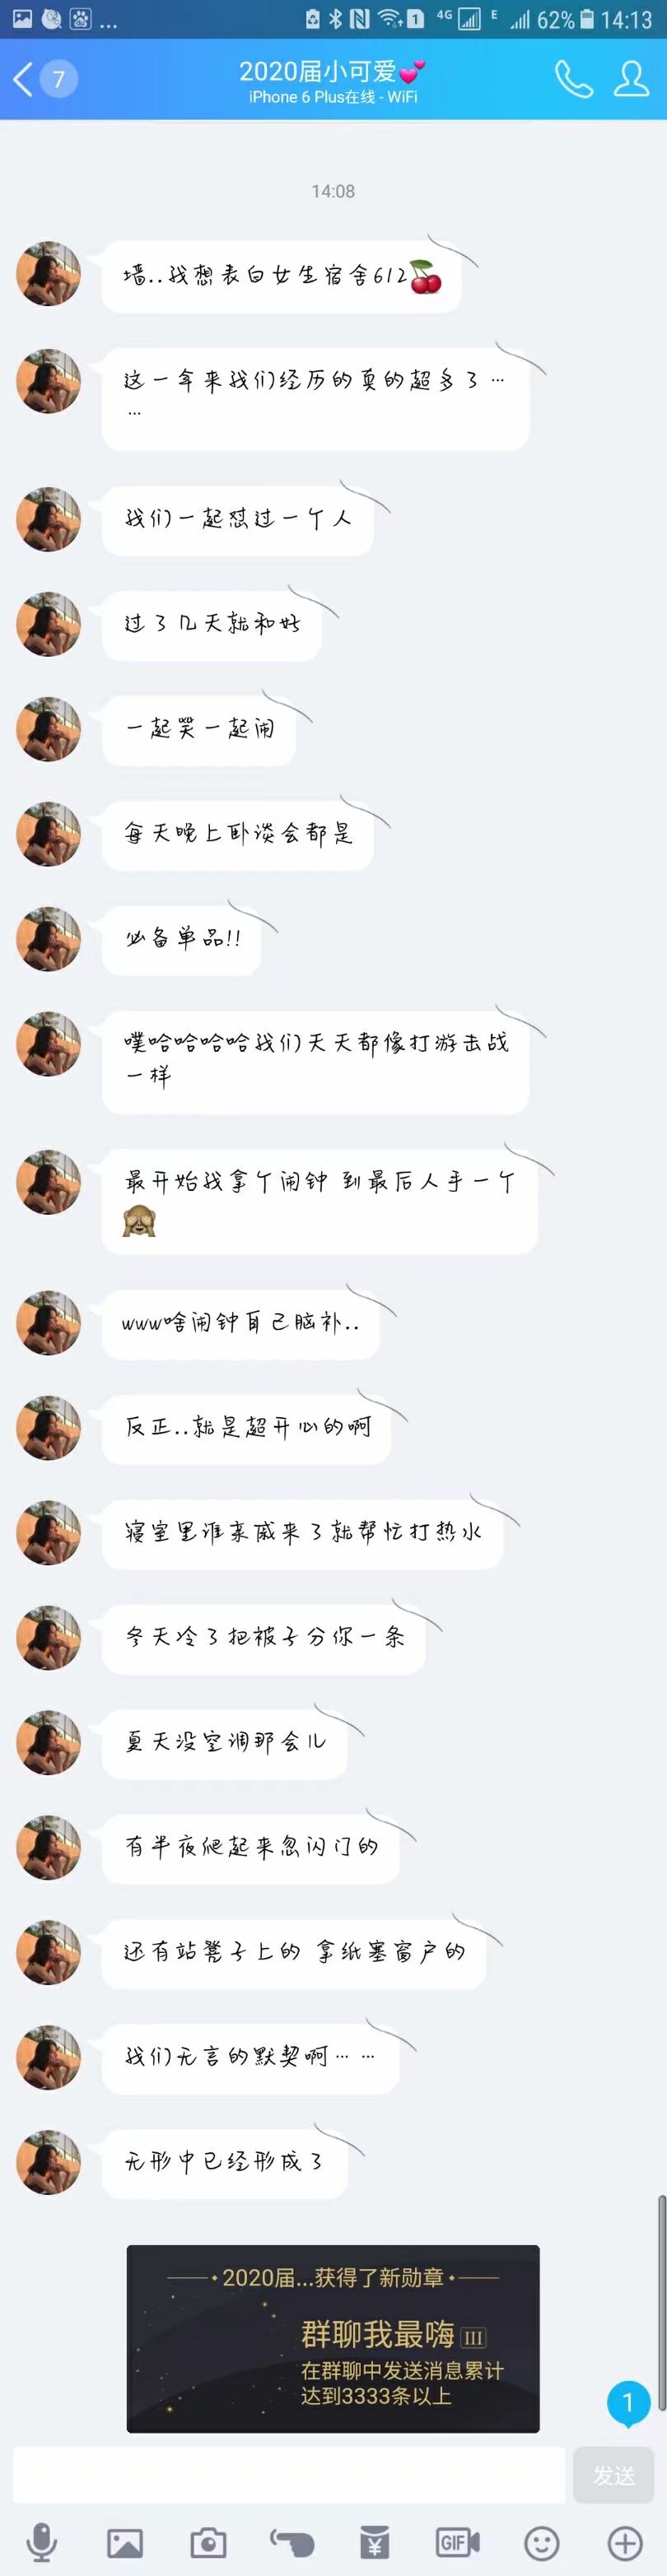 4G
E
62%
14:13
7
2020届小可爱💕
iPhone 6 Plus在线 - WiFi
14:08
墙..我想表白女生宿舍612🍒
这一年来我们经历的真的超多了…
…
我们一起怼过一个人
过了几天就和好
一起笑一起闹
每天晚上卧谈会都是
必备单品!!
噗哈哈哈哈我们天天都像打游击战
一样
最开始我拿个闹钟 到最后人手一个
🙈
www啥闹钟自己脑补..
反正..就是超开心的啊
寝室里谁亲戚来了就帮忙打热水
冬天冷了把被子分你一条
夏天没空调那会儿
有半夜爬起来忽闪门的
还有站凳子上的 拿纸塞窗户的
我们无言的默契啊……
无形中已经形成了
2020届...获得了新勋章
群聊我最嗨 III
在群聊中发送消息累计
达到3333条以上
1
发送
GIF